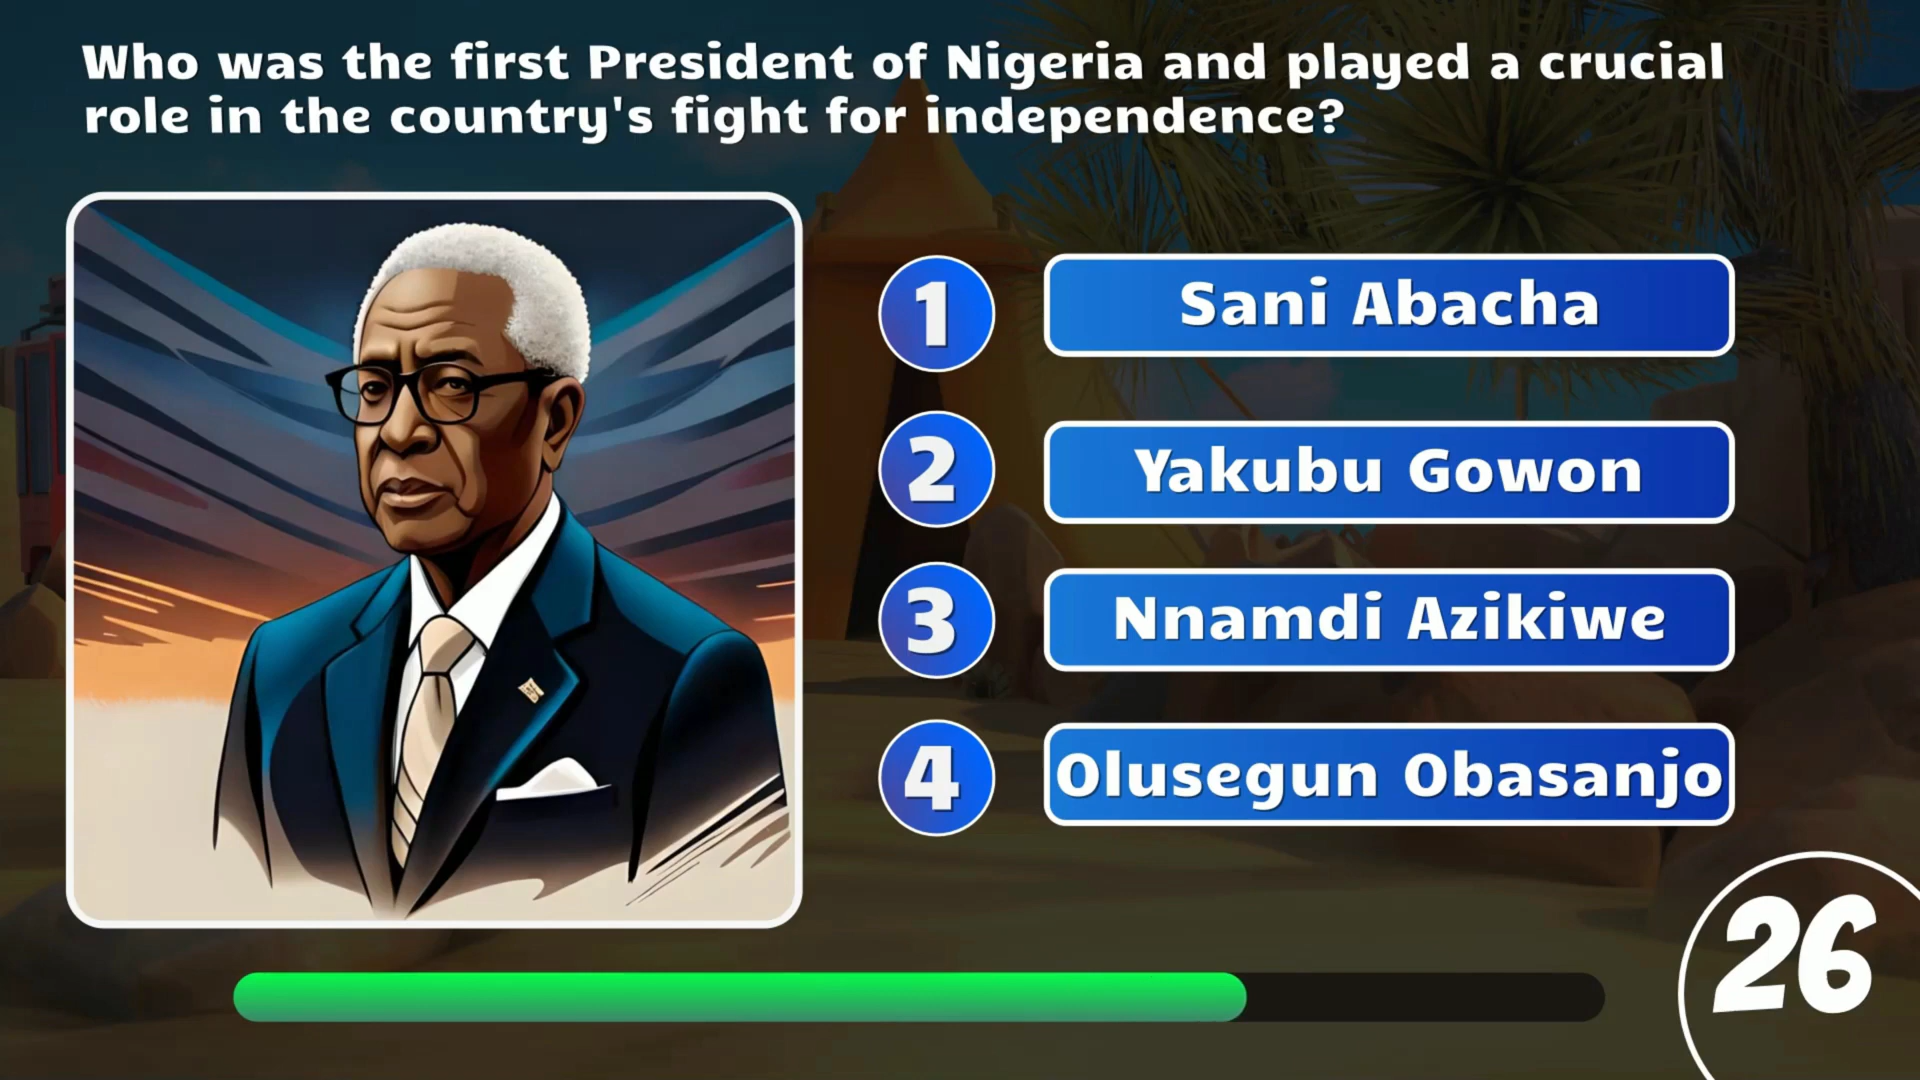 Who was the first President of Nigeria and played a crucial
role in the country's fight for independence?
1
Sani Abacha
2
Yakubu Gowon
3
Nnamdi Azikiwe
4
Olusegun Obasanjo
26